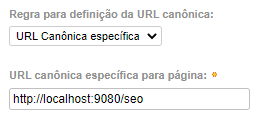 Regra para definição da URL canônica:
URL Canônica específica
URL canônica específica para página: *
http://localhost:9080/seo